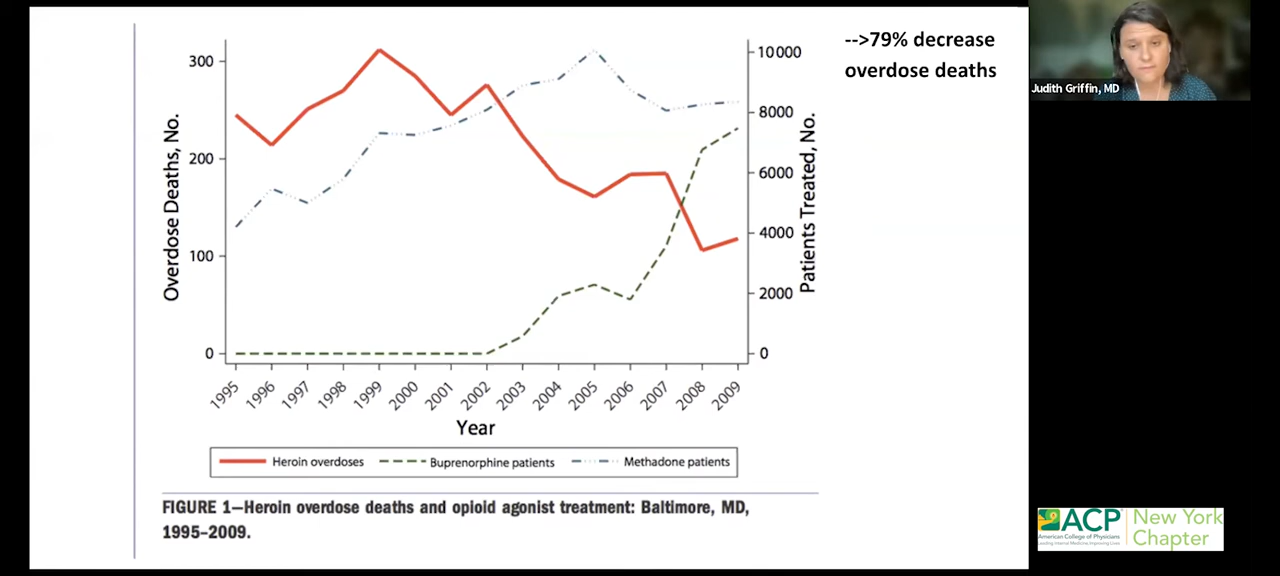 -->79% decrease
overdose deaths
Judith Griffin, MD
Overdose Deaths, No.
300
200
100
0
10000
8000
6000
4000
2000
0
Patients Treated, No.
1995
1996
1997
1998
1999
2000
2001
2002
2003
2004
2005
2006
2007
2008
2009
Year
Heroin overdoses
Buprenorphine patients
Methadone patients
FIGURE 1—Heroin overdose deaths and opioid agonist treatment: Baltimore, MD,
1995–2009.
ACP
American College of Physicians
Leading Internal Medicine, Improving Lives
New York
Chapter